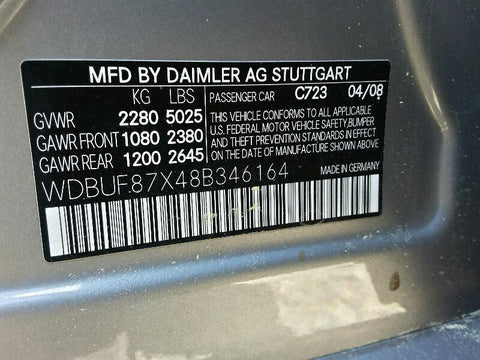 MFD BY DAIMLER AG STUTTGART
KG LBS PASSENGER CAR C723 04/08
GVWR 2280 5025
GAWR FRONT 1080 2380
GAWR REAR 1200 2645
THIS VEHICLE CONFORMS TO ALL APPLICABLE
U.S. FEDERAL MOTOR VEHICLE SAFETY,BUMPER
AND THEFT PREVENTION STANDARDS IN EFFECT
ON THE DATE OF MANUFACTURE SHOWN ABOVE
WDBUF87X48B346164
MADE IN GERMANY